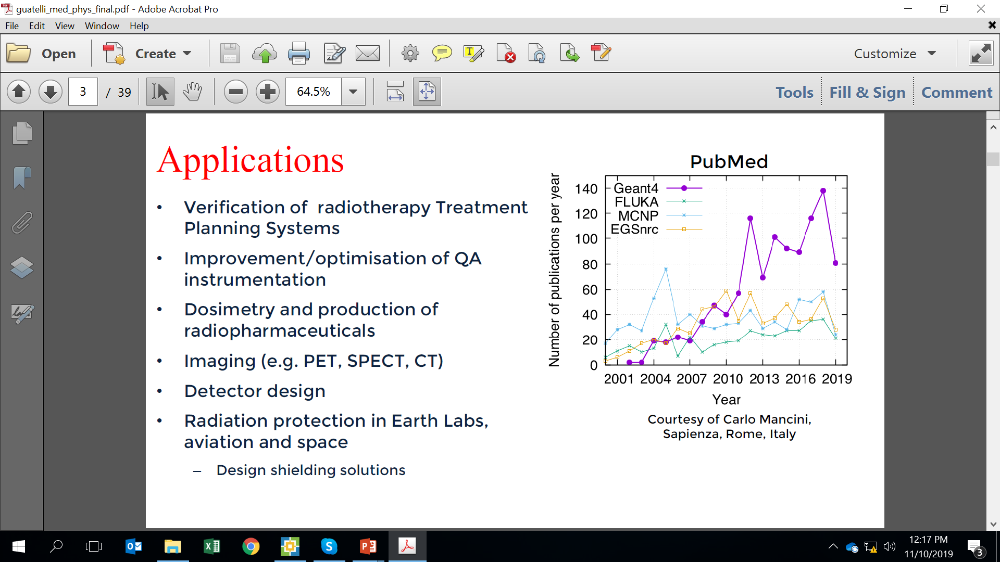 guatelli_med_phys_final.pdf - Adobe Acrobat Pro
File Edit View Window Help
Open Create Customize
3 / 39 64.5% Tools Fill & Sign Comment
Applications
• Verification of radiotherapy Treatment
Planning Systems
• Improvement/optimisation of QA
instrumentation
• Dosimetry and production of
radiopharmaceuticals
• Imaging (e.g. PET, SPECT, CT)
• Detector design
• Radiation protection in Earth Labs,
aviation and space
– Design shielding solutions
PubMed
Number of publications per year
140
120
100
80
60
40
20
0
Geant4
FLUKA
MCNP
EGSnrc
2001 2004 2007 2010 2013 2016 2019
Year
Courtesy of Carlo Mancini,
Sapienza, Rome, Italy
12:17 PM
11/10/2019
3